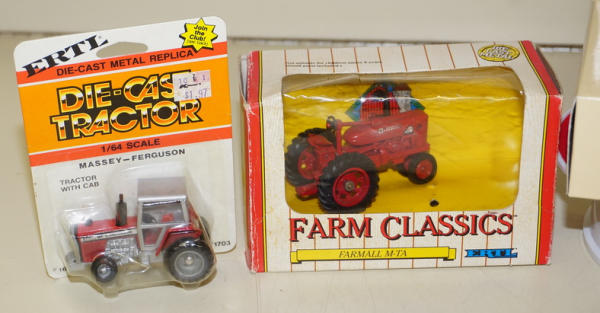 ERTL
Join
the
Club!
DIE-CAST METAL REPLICA
DIE-CAST
TRACTOR
$1.97
1/64 SCALE
MASSEY-FERGUSON
TRACTOR
WITH CAB
1703
FARM CLASSICS
FARMALL M-TA
ERTL